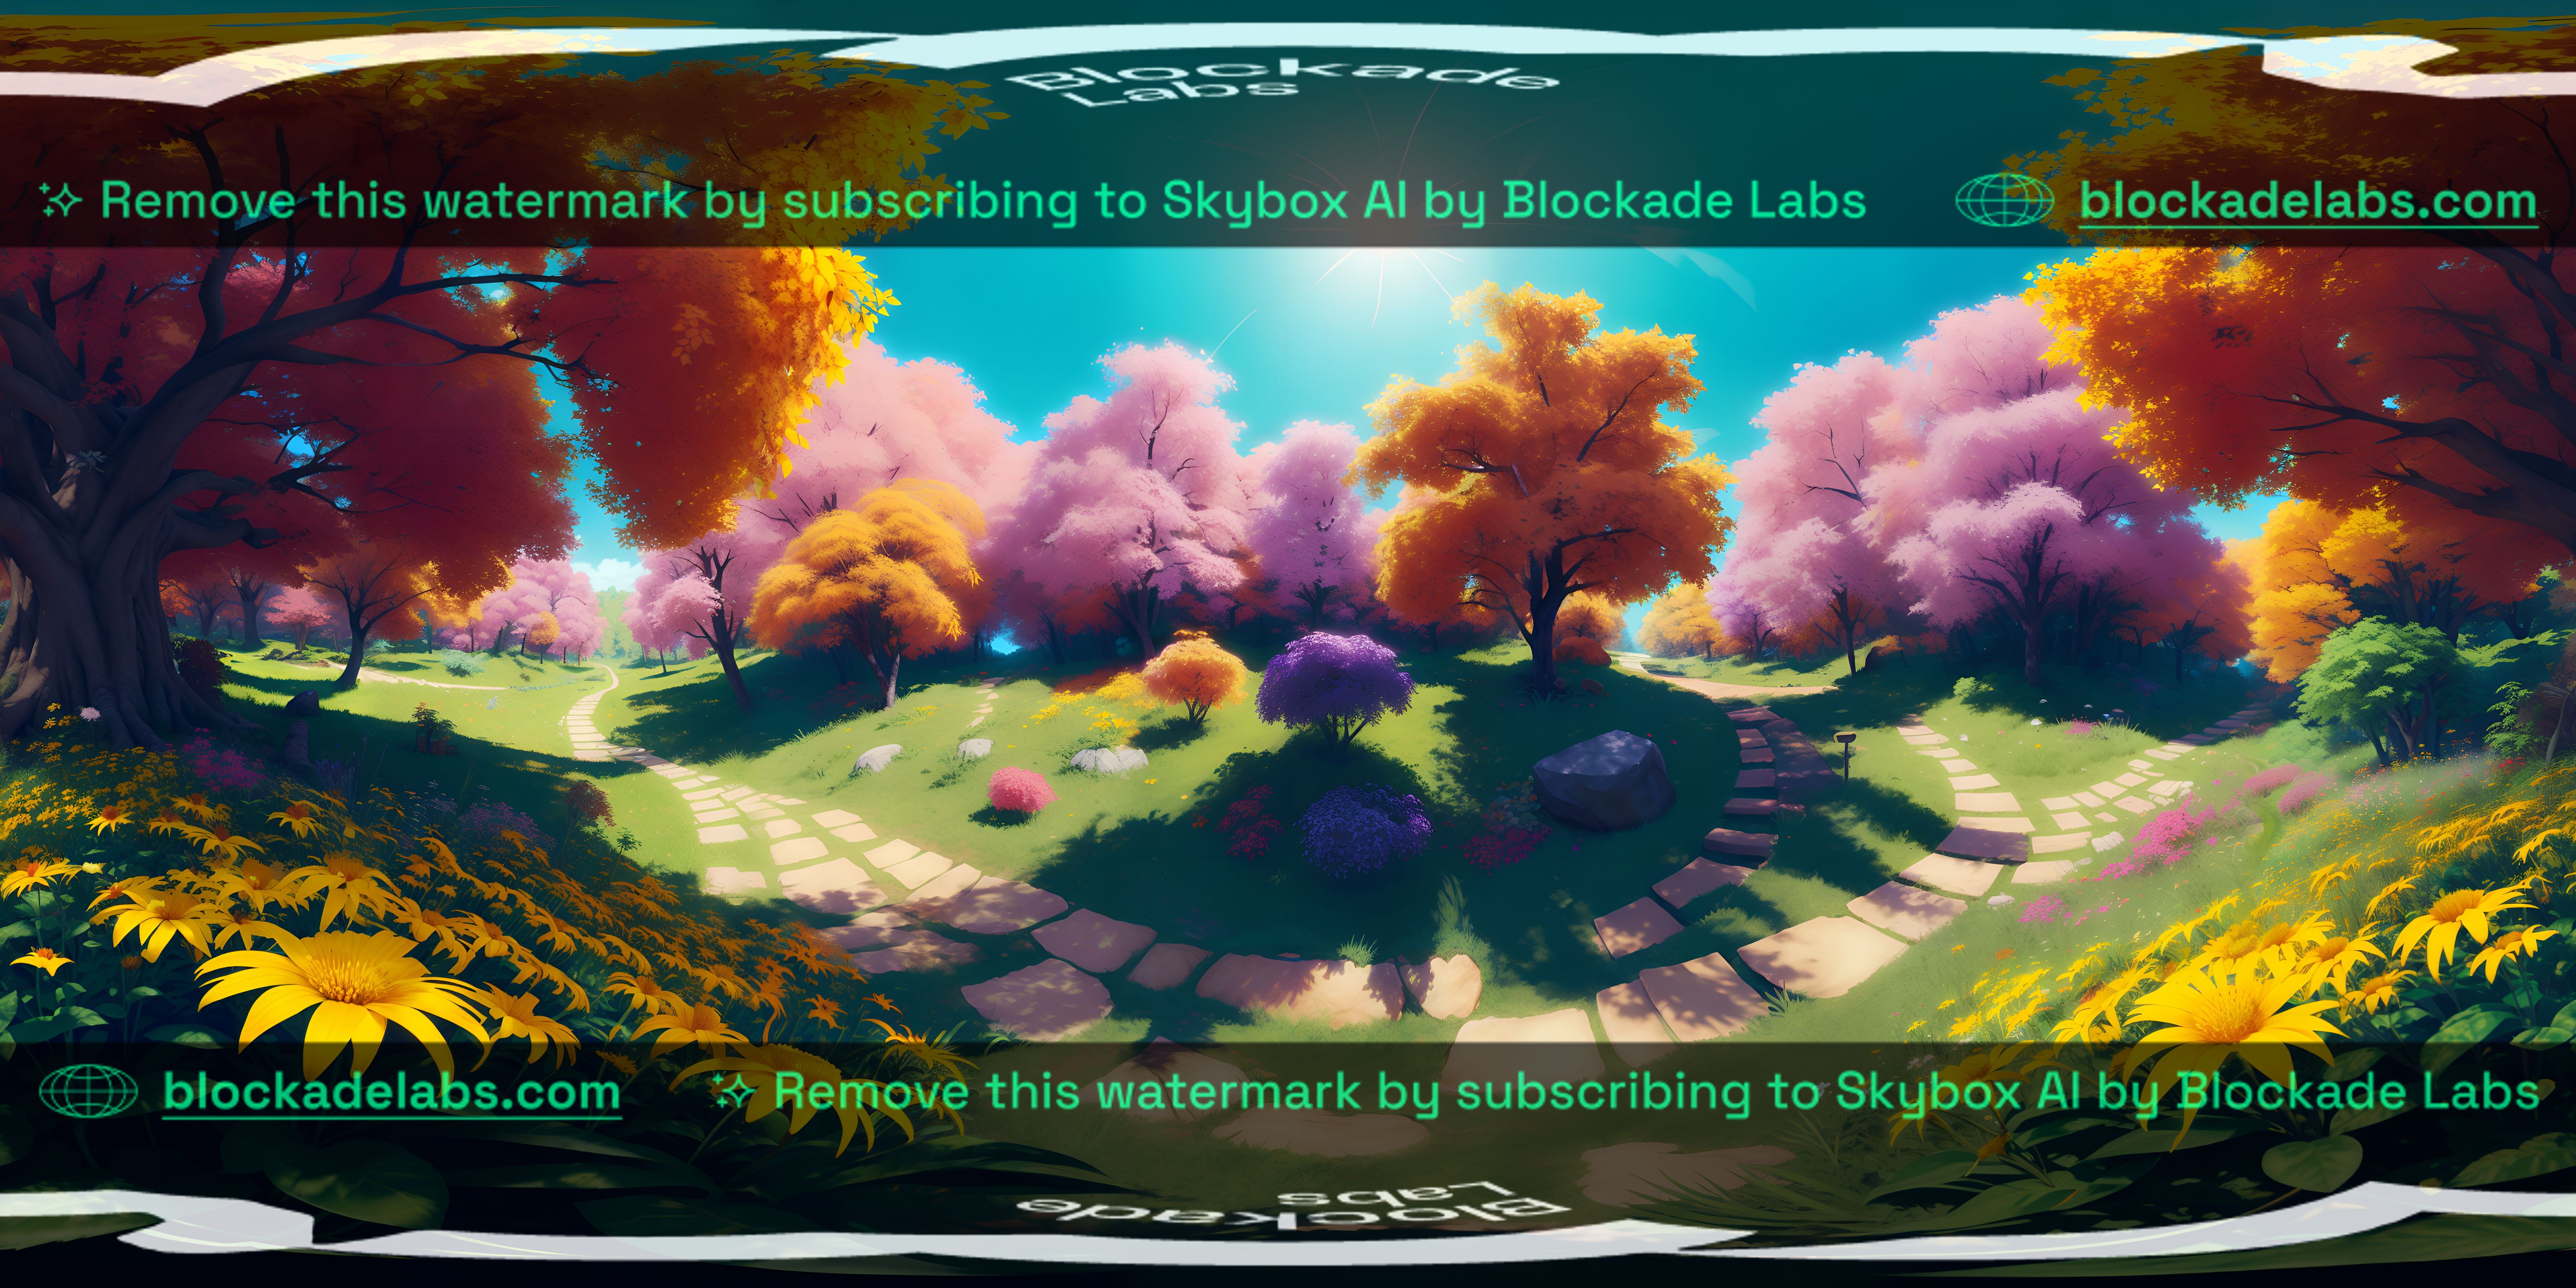 Blockade
Labs
Remove this watermark by subscribing to Skybox AI by Blockade Labs
blockadelabs.com
blockadelabs.com
Remove this watermark by subscribing to Skybox AI by Blockade Labs
Blockade
Labs